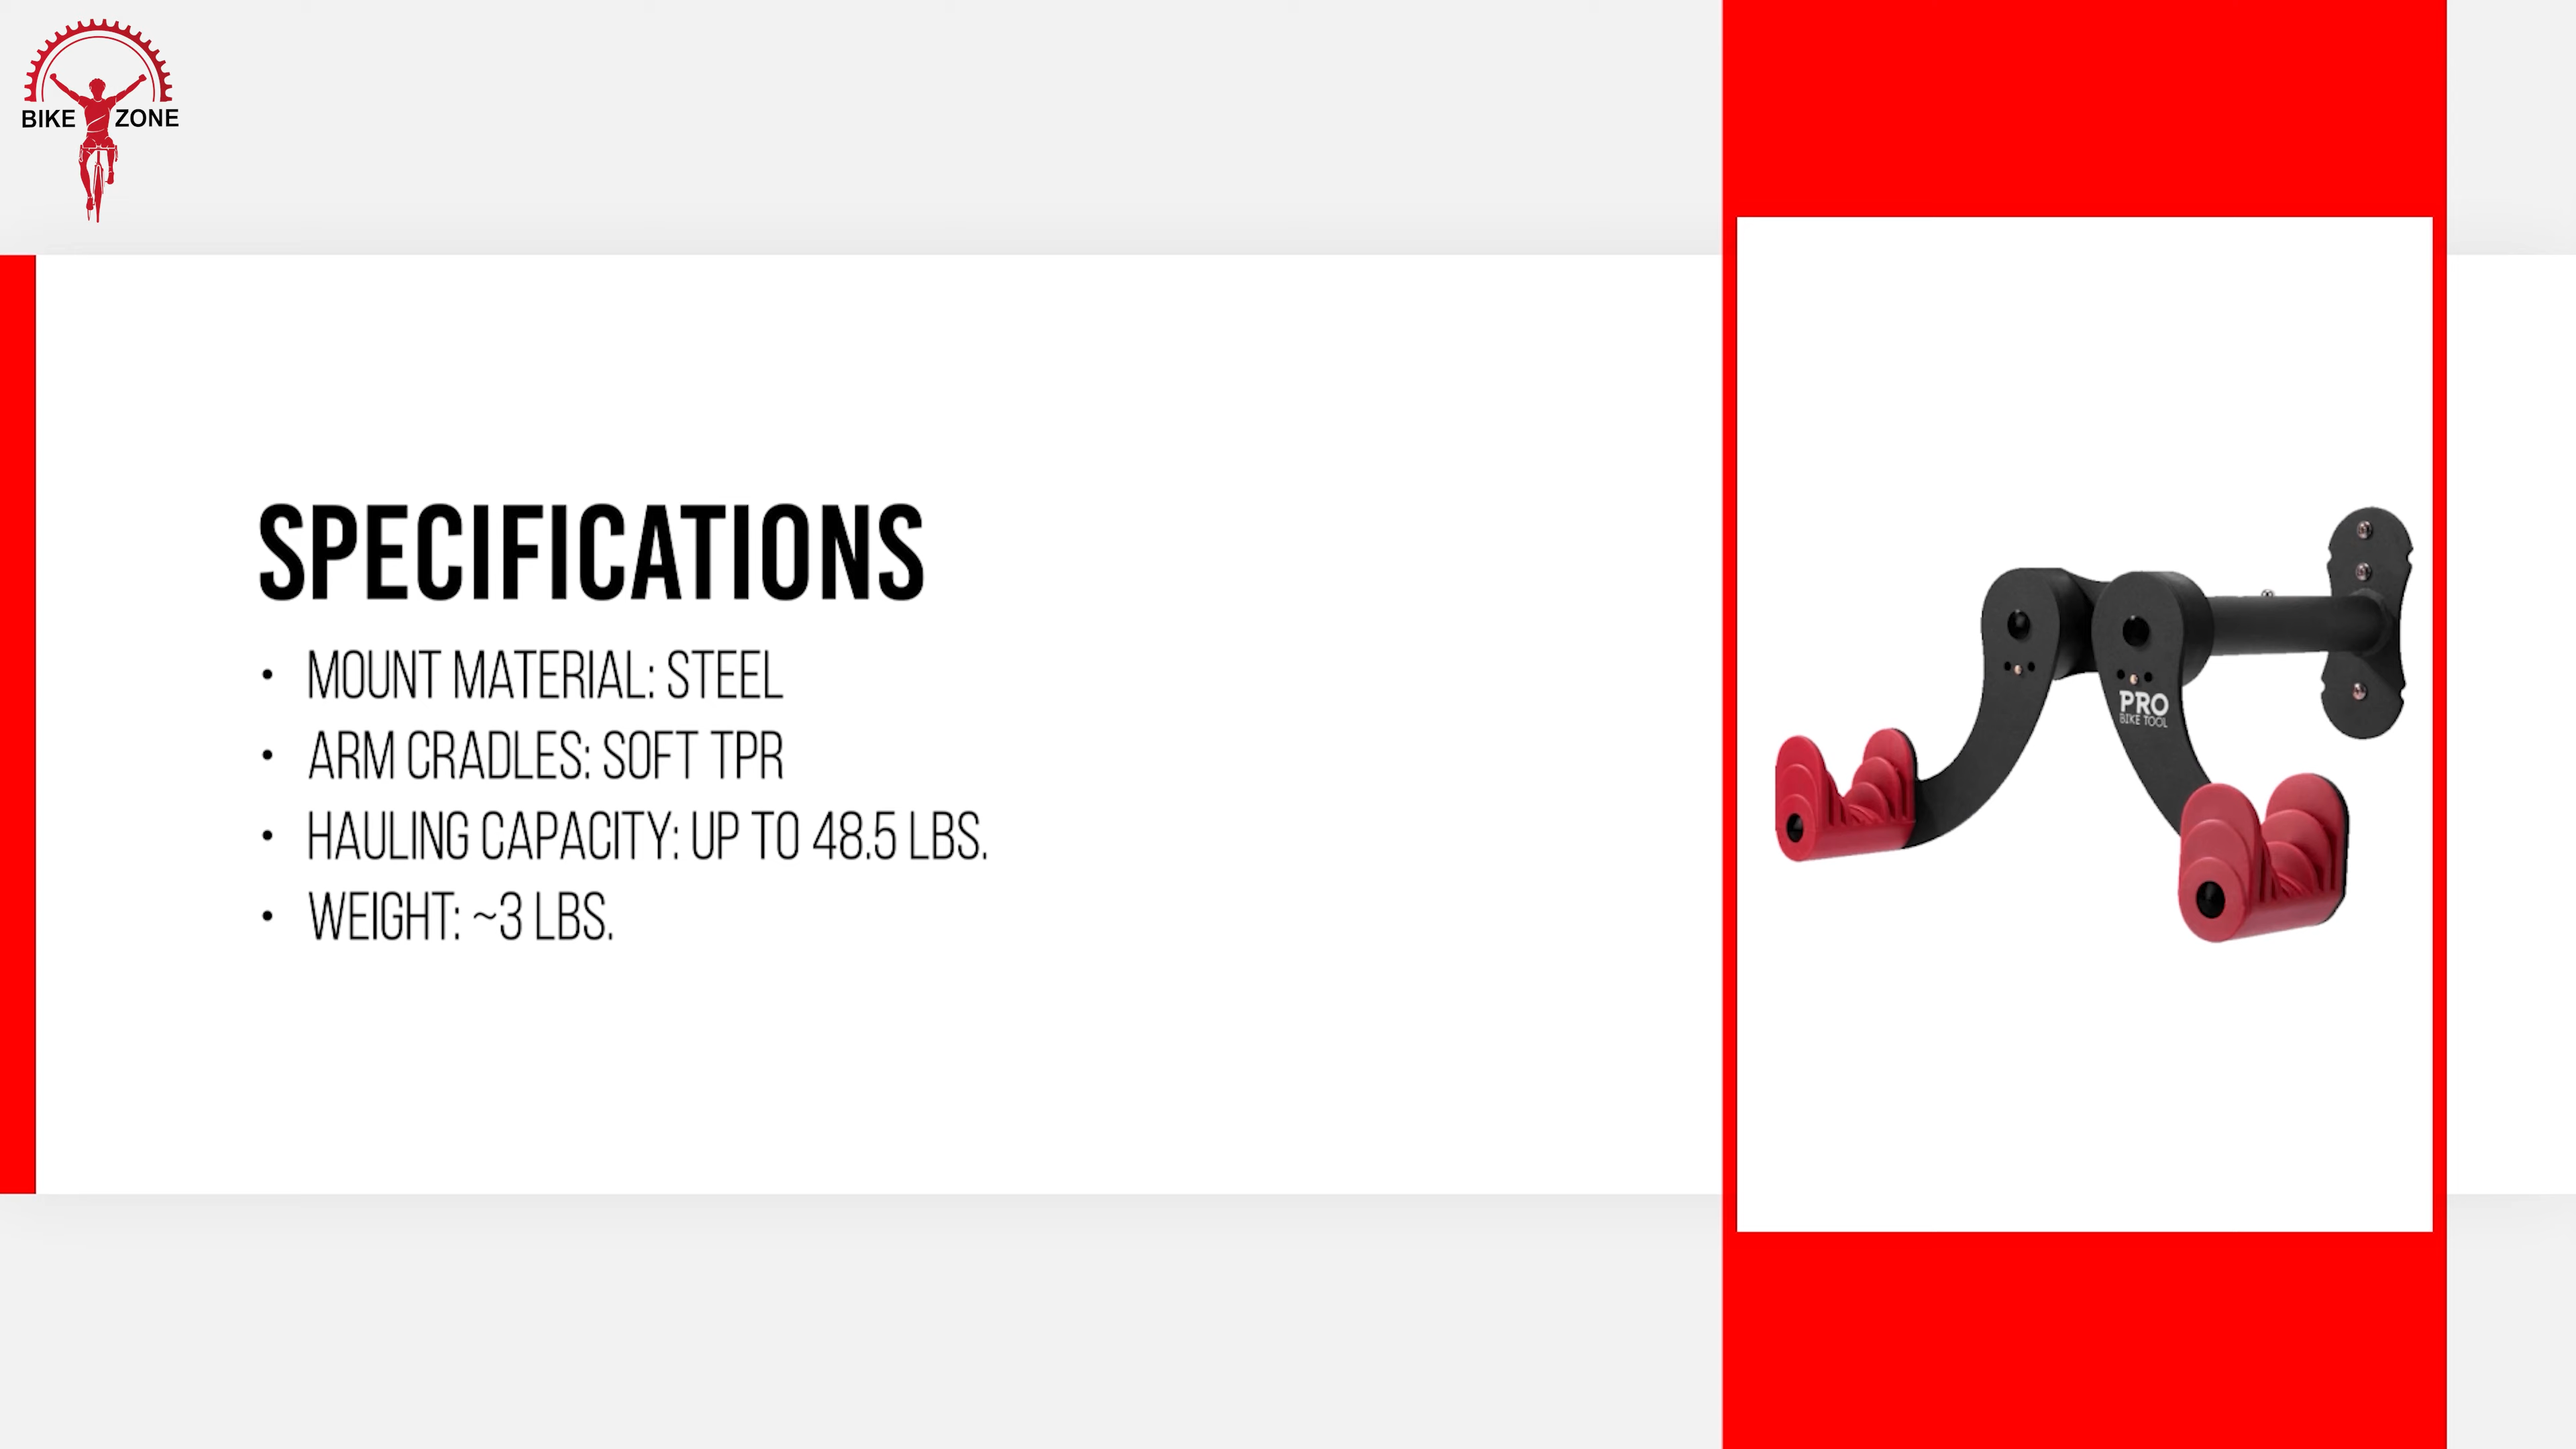 BIKE ZONE
SPECIFICATIONS
• MOUNT MATERIAL: STEEL
• ARM CRADLES: SOFT TPR
• HAULING CAPACITY: UP TO 48.5 LBS.
• WEIGHT: ~3 LBS.
PRO
BIKE TOOL